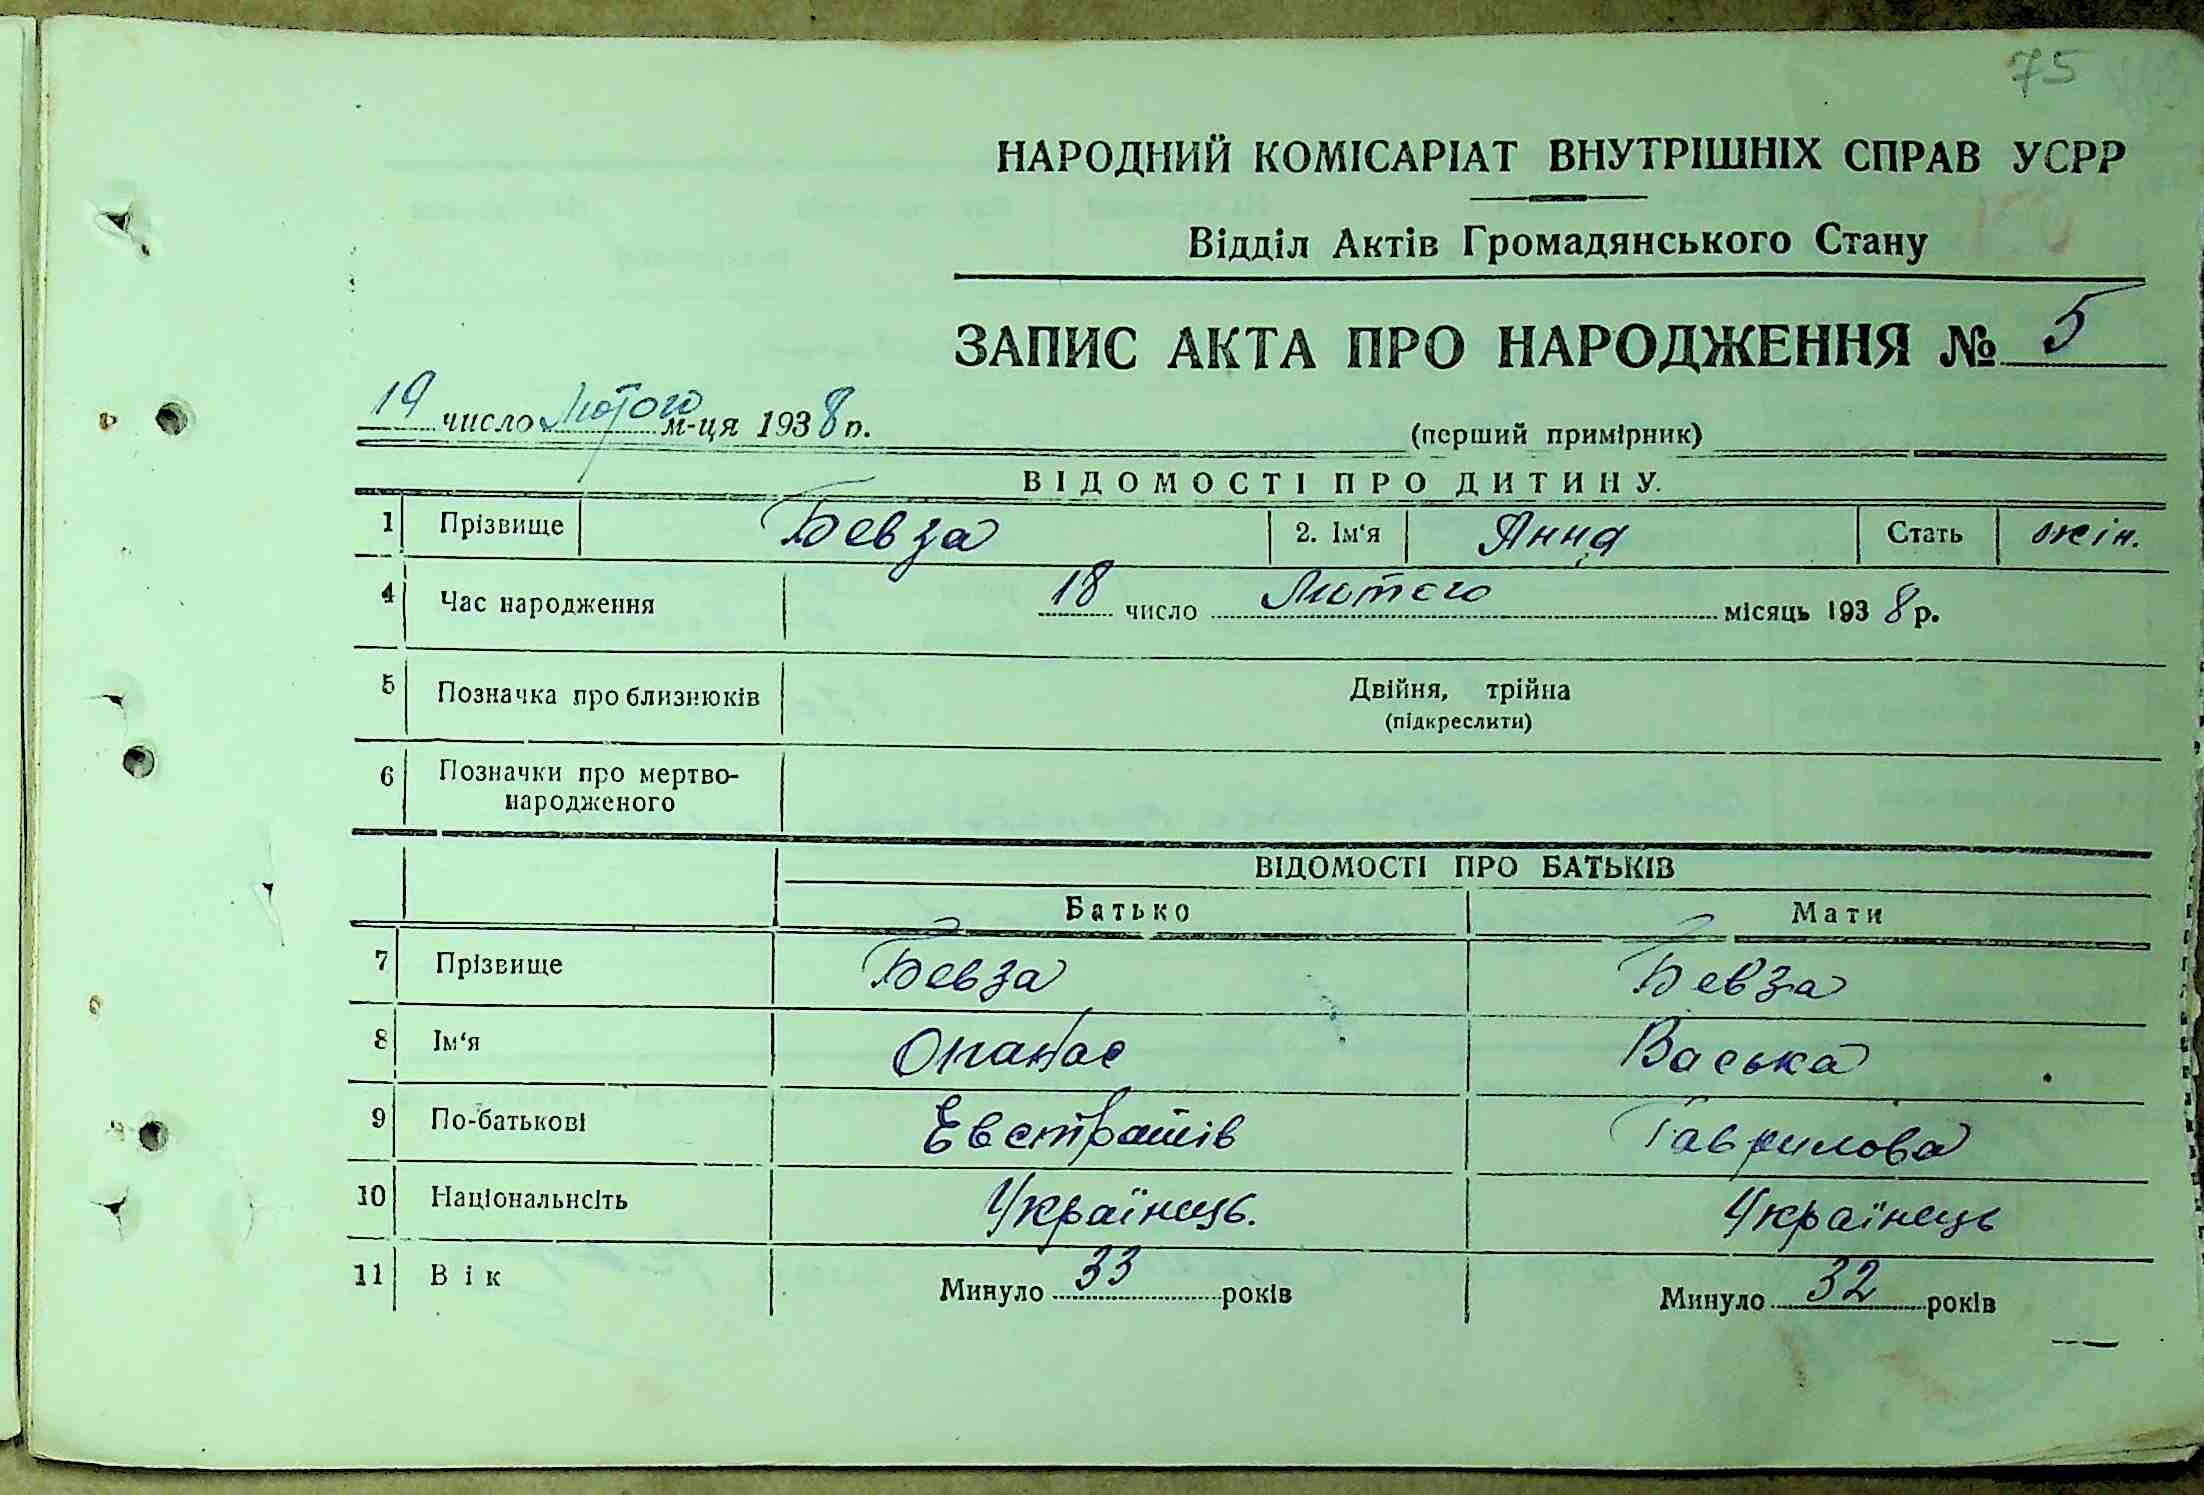 75
НАРОДНИЙ КОМІСАРІАТ ВНУТРІШНІХ СПРАВ УСРР
Відділ Актів Громадянського Стану
ЗАПИС АКТА ПРО НАРОДЖЕННЯ № 5
19 число Лютого м-ця 1938 р.
(перший примірник)
ВІДОМОСТІ ПРО ДИТИНУ.
1 Прізвище Бевза 2. Ім'я Анна Стать жін.
4 Час народження 18 число Лютого місяць 1938 р.
5 Позначка про близнюків Двійня, трійна
(підкреслити)
6 Позначки про мертво-
народженого
ВІДОМОСТІ ПРО БАТЬКІВ
Батько Мати
7 Прізвище Бевза Бевза
8 Ім'я Опанас Васька
9 По-батькові Евстратів Гаврилова
10 Національнсіть Українець. Українець
11 Вік Минуло 33 років Минуло 32 років